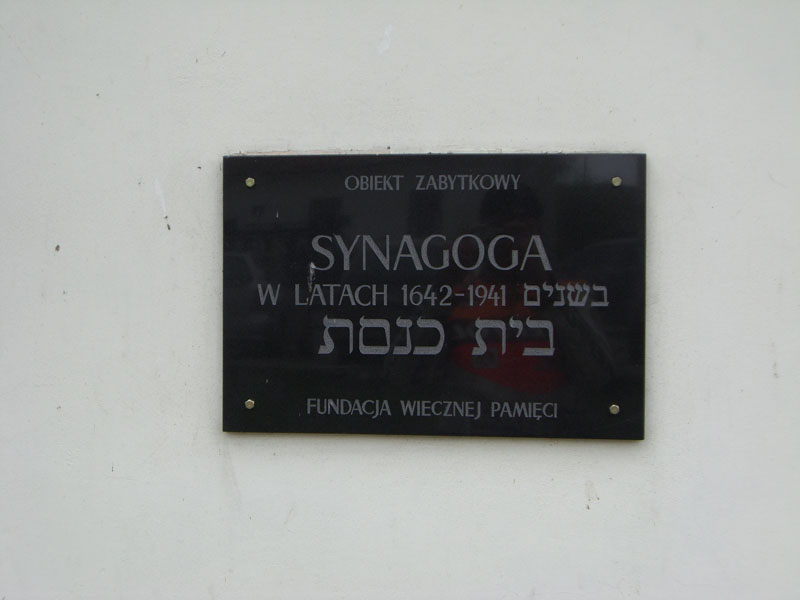 OBIEKT ZABYTKOWY
SYNAGOGA
W LATACH 1642-1941 בשנים
בית כנסת
FUNDACJA WIECZNEJ PAMIĘCI